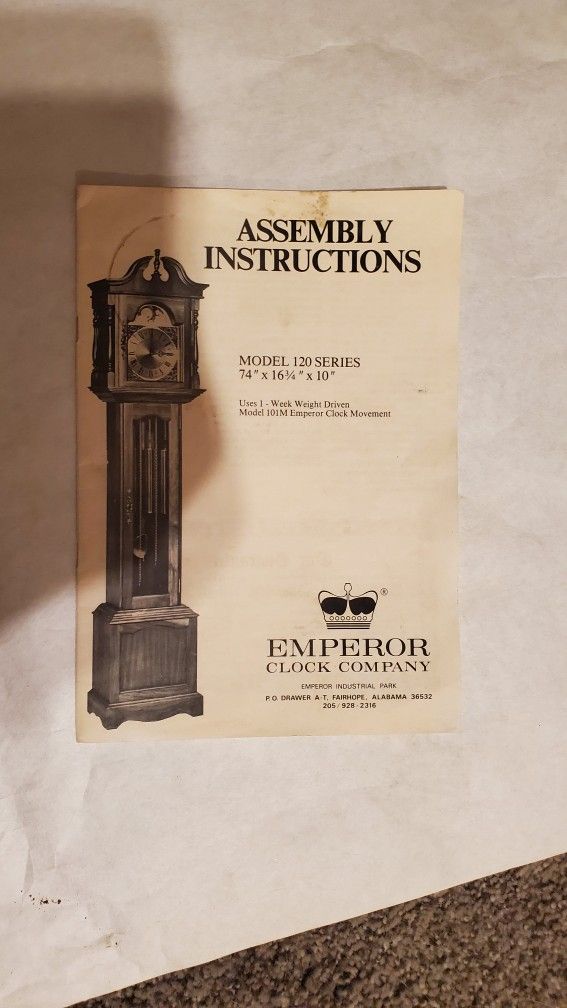 ASSEMBLY
INSTRUCTIONS
MODEL 120 SERIES
74" x 16¾" x 10"
Uses 1 - Week Weight Driven
Model 101M Emperor Clock Movement
®
EMPEROR
CLOCK COMPANY
EMPEROR INDUSTRIAL PARK
P.O. DRAWER A-T, FAIRHOPE, ALABAMA 36532
205/928-2316